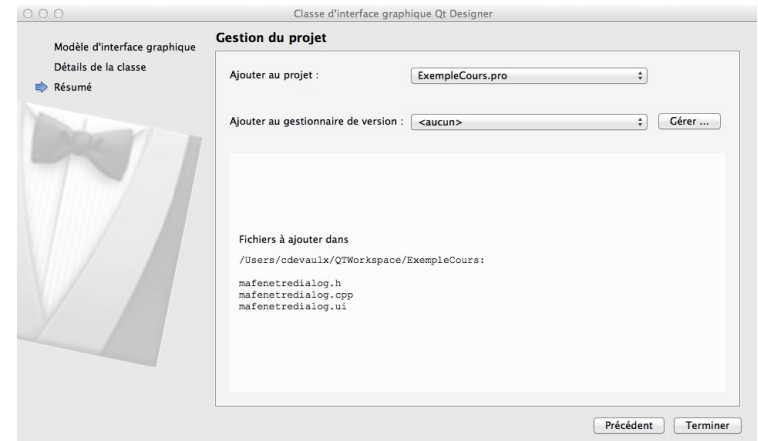 Classe d'interface graphique Qt Designer
Modèle d'interface graphique
Détails de la classe
Résumé
Gestion du projet
Ajouter au projet : ExempleCours.pro
Ajouter au gestionnaire de version : <aucun> Gérer ...
Fichiers à ajouter dans
/Users/cdevaulx/QTWorkspace/ExempleCours:
mafenetredialog.h
mafenetredialog.cpp
mafenetredialog.ui
Précédent Terminer